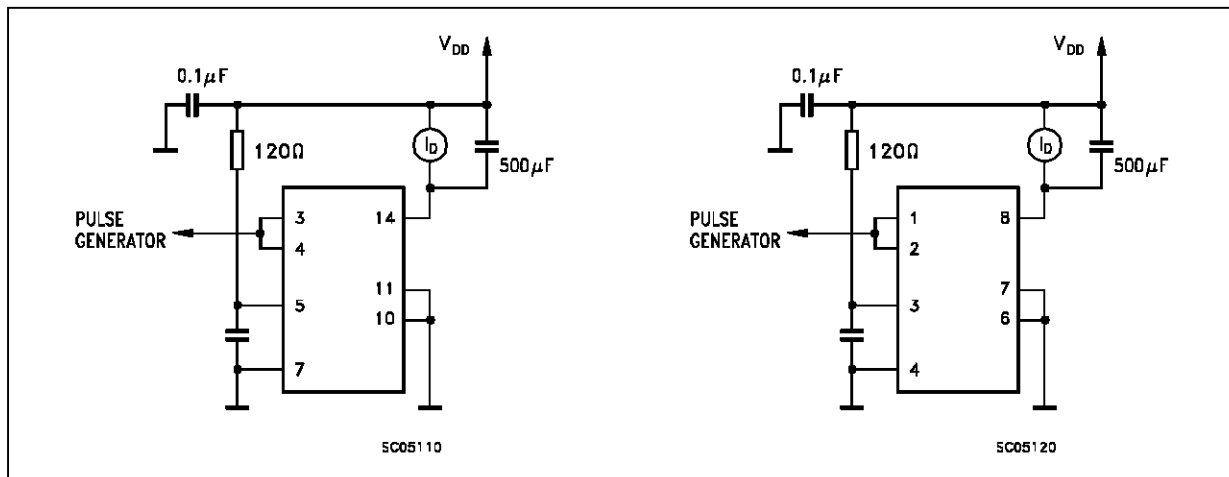 V_DD
0.1μF
120Ω
I_D
500μF
PULSE
GENERATOR
3
14
4
11
5
10
7
SC05110
V_DD
0.1μF
120Ω
I_D
500μF
PULSE
GENERATOR
1
8
2
7
3
6
4
SC05120